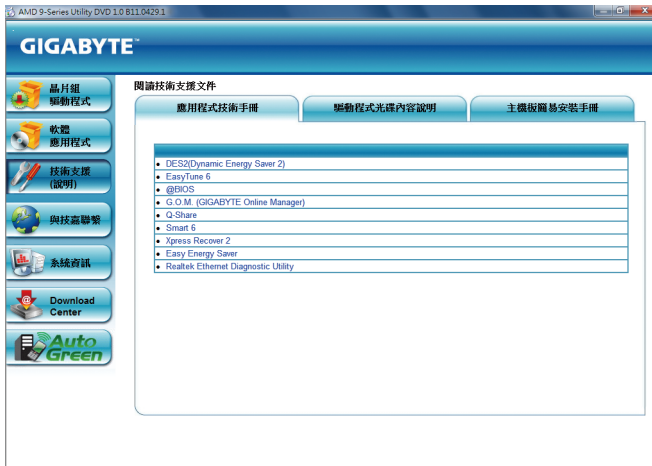 AMD 9-Series Utility DVD 1.0 B11.0429.1
GIGABYTE™
晶片組
驅動程式
軟體
應用程式
技術支援
(說明)
與技嘉聯繫
系統資訊
Download
Center
Auto
Green
閱讀技術支援文件
應用程式技術手冊
驅動程式光碟內容說明
主機板簡易安裝手冊
• DES2(Dynamic Energy Saver 2)
• EasyTune 6
• @BIOS
• G.O.M. (GIGABYTE Online Manager)
• Q-Share
• Smart 6
• Xpress Recover 2
• Easy Energy Saver
• Realtek Ethernet Diagnostic Utility